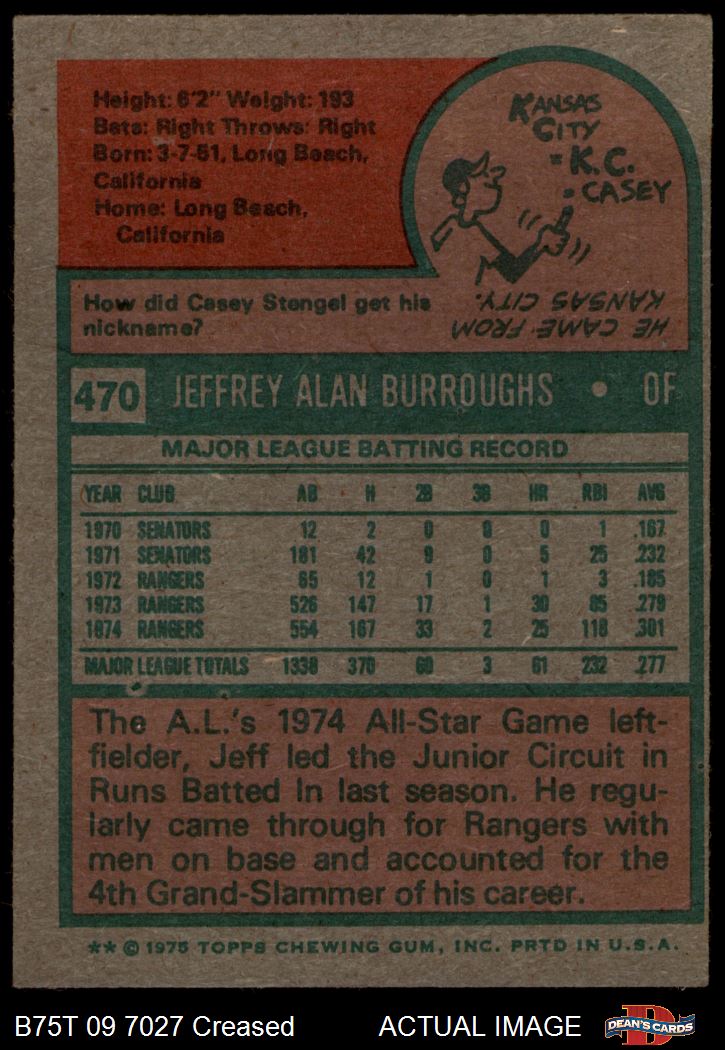 Height: 6'2" Weight: 193
Bats: Right Throws: Right
Born: 3-7-51, Long Beach,
California
Home: Long Beach,
California
KANSAS
CITY
= K.C.
= CASEY
How did Casey Stengel get his
nickname?
HE CAME FROM
KANSAS CITY.
470 JEFFREY ALAN BURROUGHS • OF
MAJOR LEAGUE BATTING RECORD
YEAR CLUB AB H 2B 3B HR RBI AVG
1970 SENATORS 12 2 0 0 0 1 .167
1971 SENATORS 181 42 9 0 5 25 .232
1972 RANGERS 65 12 1 0 1 3 .185
1973 RANGERS 526 147 17 1 30 85 .279
1974 RANGERS 554 167 33 2 25 118 .301
MAJOR LEAGUE TOTALS 1338 370 60 3 61 232 .277
The A.L.'s 1974 All-Star Game left-
fielder, Jeff led the Junior Circuit in
Runs Batted In last season. He regu-
larly came through for Rangers with
men on base and accounted for the
4th Grand-Slammer of his career.
** © 1975 TOPPS CHEWING GUM, INC. PRTD IN U.S.A.
B75T 09 7027 Creased ACTUAL IMAGE
D
DEAN'S CARDS